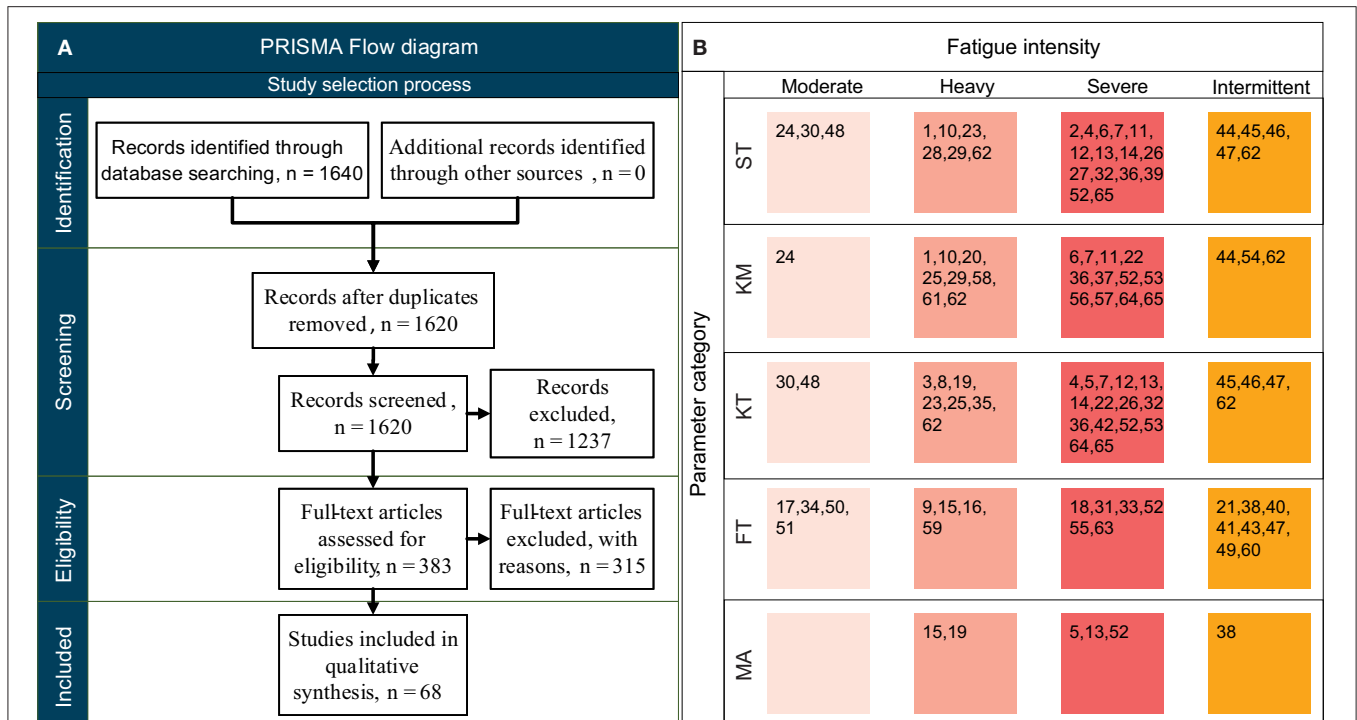 A
PRISMA Flow diagram
Study selection process
Identification
Records identified through
database searching, n = 1640
Additional records identified
through other sources , n = 0
Screening
Records after duplicates
removed, n = 1620
Records screened ,
n = 1620
Records
excluded,
n = 1237
Eligibility
Full-text articles
assessed for
eligibility, n = 383
Full-text articles
excluded, with
reasons, n = 315
Included
Studies included in
qualitative
synthesis, n = 68
B
Fatigue intensity
Moderate
Heavy
Severe
Intermittent
Parameter category
ST
24,30,48
1,10,23,
28,29,62
2,4,6,7,11,
12,13,14,26
27,32,36,39
52,65
44,45,46,
47,62
KM
24
1,10,20,
25,29,58,
61,62
6,7,11,22
36,37,52,53
56,57,64,65
44,54,62
KT
30,48
3,8,19,
23,25,35,
62
4,5,7,12,13,
14,22,26,32
36,42,52,53
64,65
45,46,47,
62
FT
17,34,50,
51
9,15,16,
59
18,31,33,52
55,63
21,38,40,
41,43,47,
49,60
MA
15,19
5,13,52
38